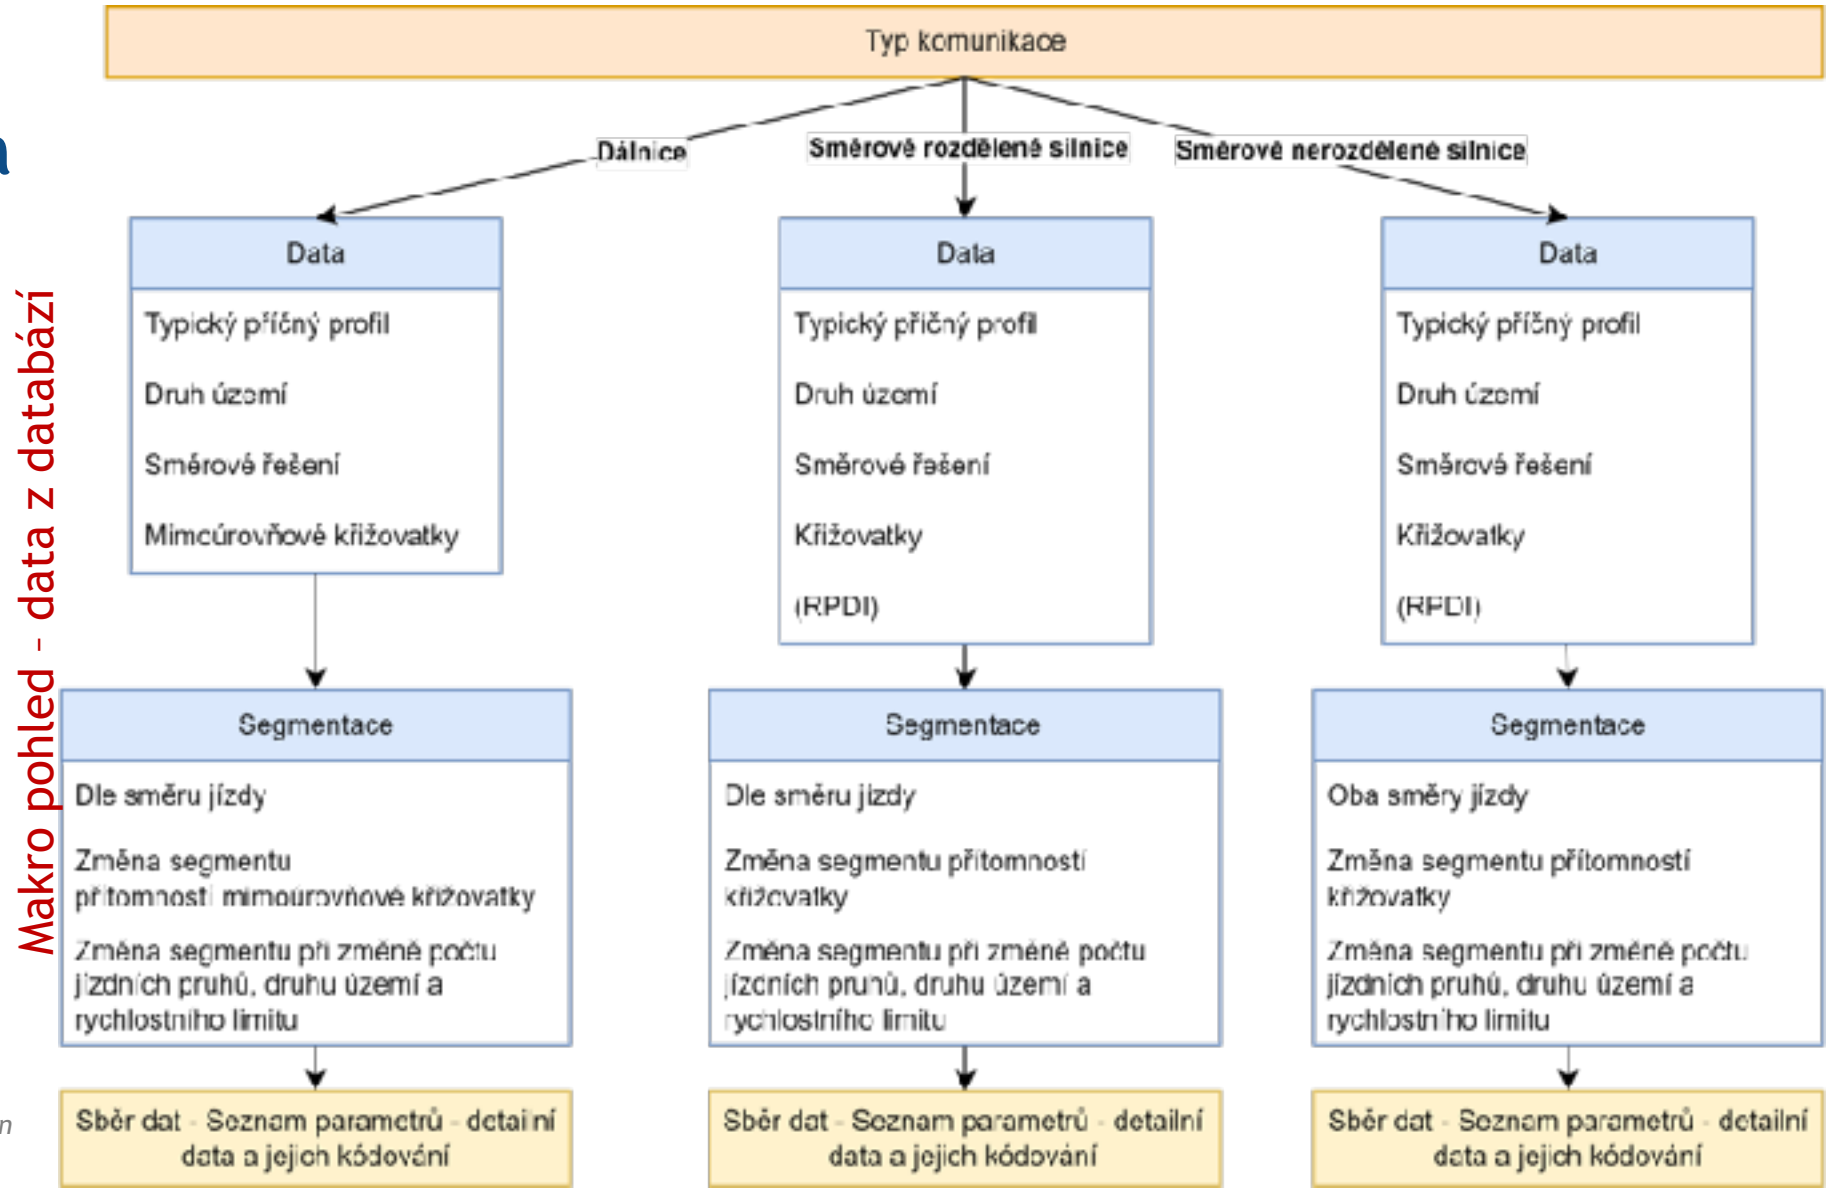 Typ komunikace
Dálnice
Směrově rozdělené silnice
Směrově nerozdělené silnice
Makro pohled - data z databází
Data
Typický příčný profil
Druh území
Směrové řešení
Mimoúrovňové křižovatky
Data
Typický příčný profil
Druh území
Směrové řešení
Křižovatky
(RPDI)
Data
Typický příčný profil
Druh území
Směrové řešení
Křižovatky
(RPDI)
Segmentace
Dle směru jízdy
Změna segmentu
přítomností mimoúrovňové křižovatky
Změna segmentu při změně počtu
jízdních pruhů, druhu území a
rychlostního limitu
Segmentace
Dle směru jízdy
Změna segmentu přítomností
křižovatky
Změna segmentu při změně počtu
jízdních pruhů, druhu území a
rychlostního limitu
Segmentace
Oba směry jízdy
Změna segmentu přítomností
křižovatky
Změna segmentu při změně počtu
jízdních pruhů, druhu území a
rychlostního limitu
Sběr dat - Seznam parametrů - detailní
data a jejich kódování
Sběr dat - Seznam parametrů - detailní
data a jejich kódování
Sběr dat - Seznam parametrů - detailní
data a jejich kódování